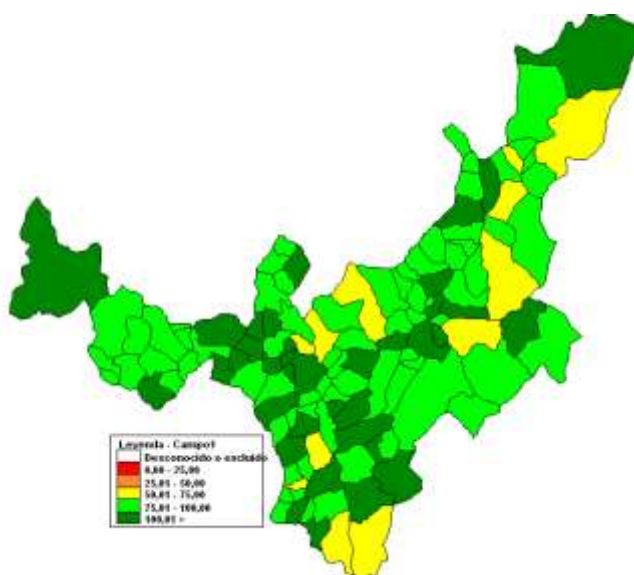 Leyenda - Campo1
Desconocido o excluido
0,00 - 25,00
25,01 - 50,00
50,01 - 75,00
75,01 - 100,00
100,01 =